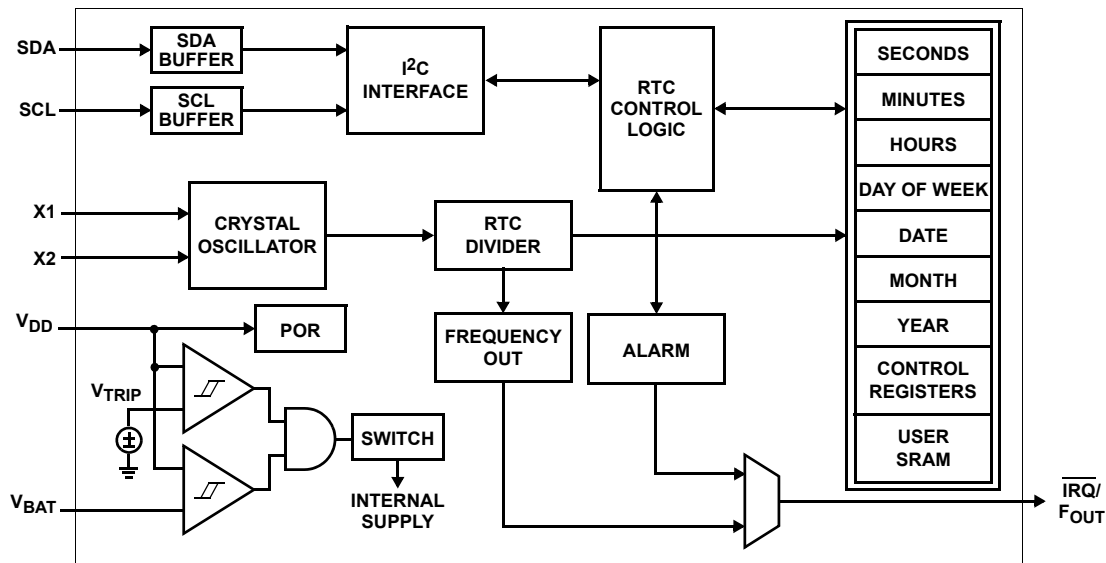 SDA
SDA
BUFFER
SCL
SCL
BUFFER
I²C
INTERFACE
RTC
CONTROL
LOGIC
X1
X2
CRYSTAL
OSCILLATOR
RTC
DIVIDER
FREQUENCY
OUT
ALARM
VDD
POR
VTRIP
±
SWITCH
INTERNAL
SUPPLY
VBAT
SECONDS
MINUTES
HOURS
DAY OF WEEK
DATE
MONTH
YEAR
CONTROL
REGISTERS
USER
SRAM
IRQ/
FOUT